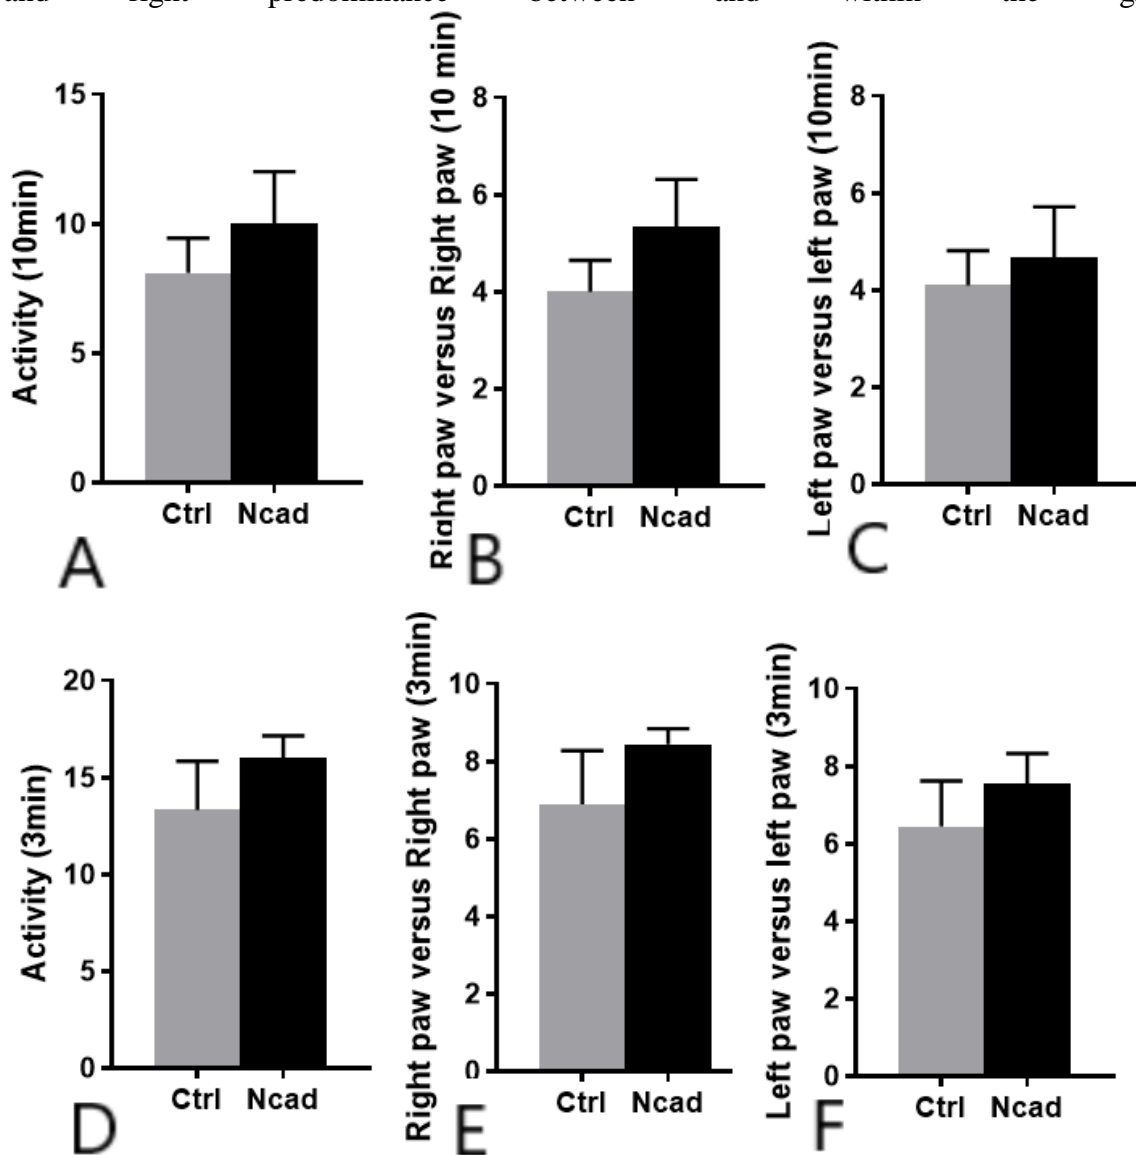 and right predominance between and within the g
15
10
5
0
Activity (10min)
Ctrl Ncad
A
8
6
4
2
0
Right paw versus Right paw (10 min)
Ctrl Ncad
B
8
6
4
2
0
Left paw versus left paw (10min)
Ctrl Ncad
C
20
15
10
5
0
Activity (3min)
Ctrl Ncad
D
10
8
6
4
2
0
Right paw versus Right paw (3min)
Ctrl Ncad
E
10
8
6
4
2
0
Left paw versus left paw (3min)
Ctrl Ncad
F